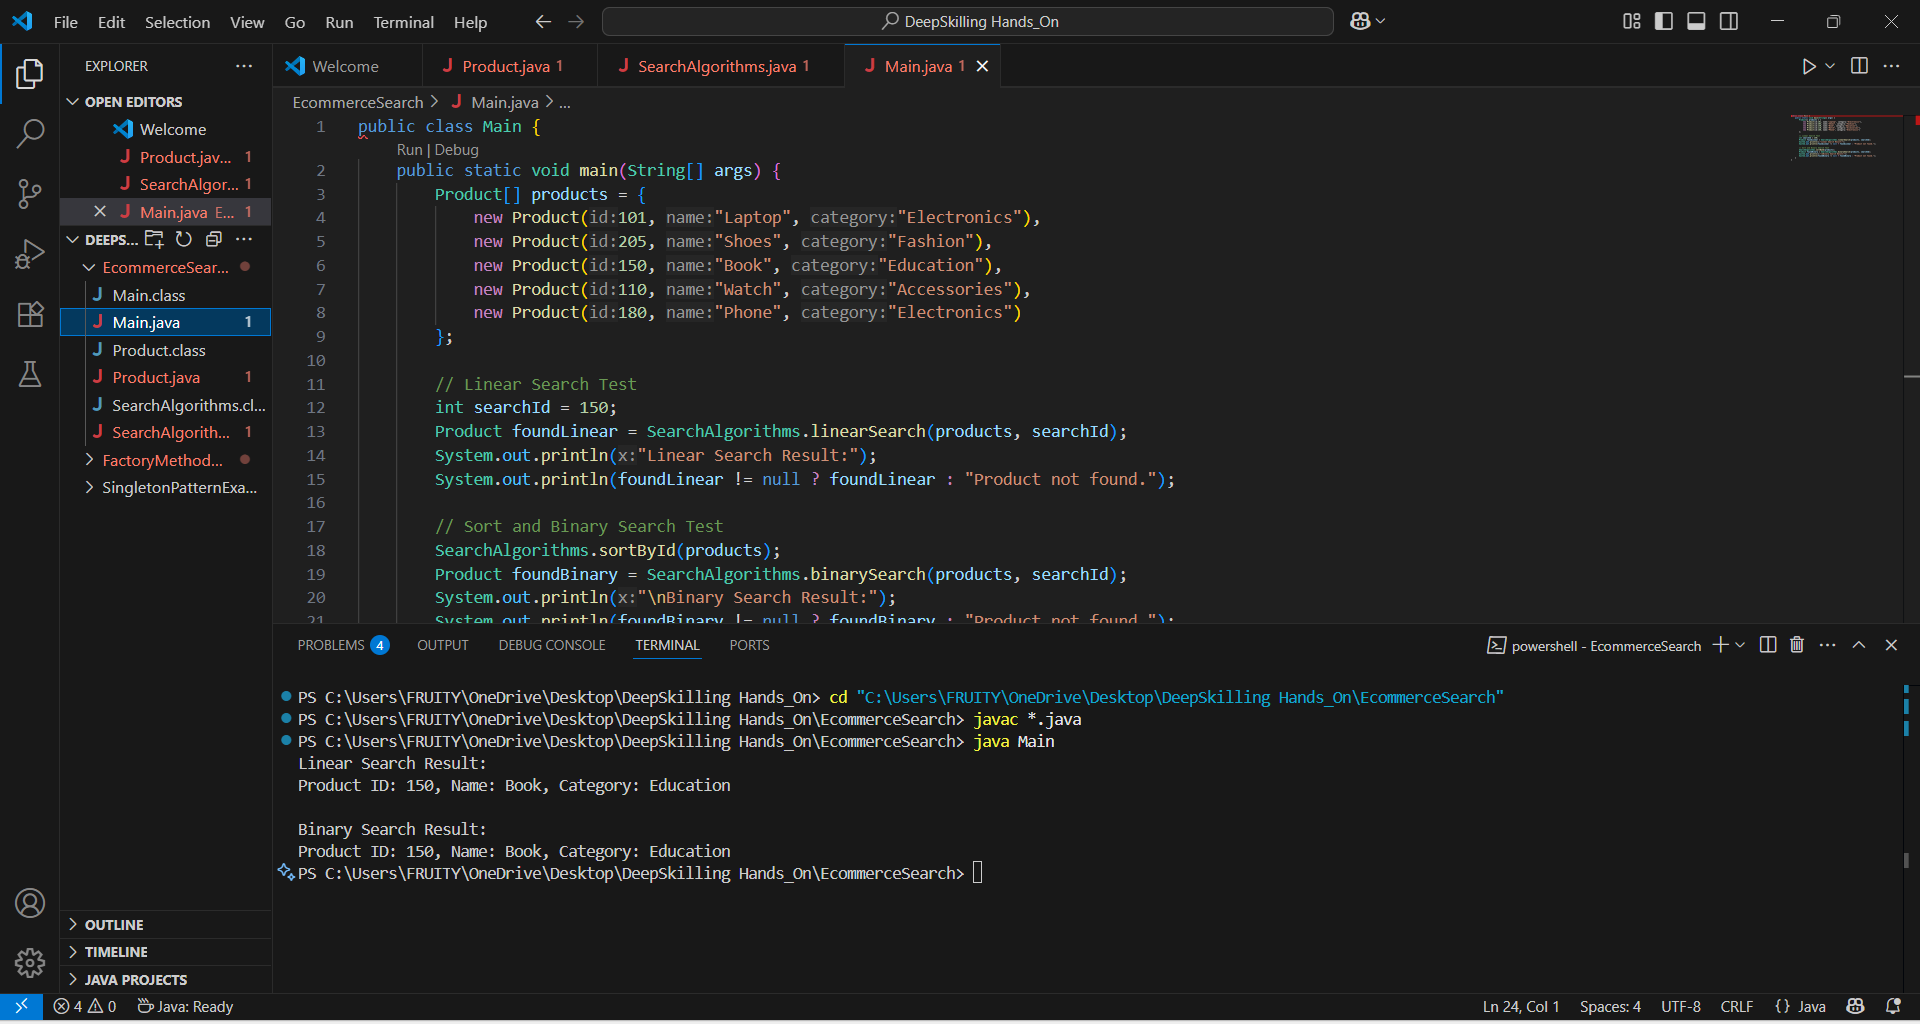 File Edit Selection View Go Run Terminal Help
DeepSkilling Hands_On
EXPLORER
OPEN EDITORS
Welcome
Product.jav... 1
SearchAlgor... 1
Main.java E... 1
DEEPS...
EcommerceSear...
Main.class
Main.java 1
Product.class
Product.java 1
SearchAlgorithms.cl...
SearchAlgorith... 1
FactoryMethod...
SingletonPatternExa...
OUTLINE
TIMELINE
JAVA PROJECTS
Welcome
Product.java 1
SearchAlgorithms.java 1
Main.java 1
EcommerceSearch > Main.java > ...
1 public class Main {
Run | Debug
2 public static void main(String[] args) {
3 Product[] products = {
4 new Product(id:101, name:"Laptop", category:"Electronics"),
5 new Product(id:205, name:"Shoes", category:"Fashion"),
6 new Product(id:150, name:"Book", category:"Education"),
7 new Product(id:110, name:"Watch", category:"Accessories"),
8 new Product(id:180, name:"Phone", category:"Electronics")
9 };
10
11 // Linear Search Test
12 int searchId = 150;
13 Product foundLinear = SearchAlgorithms.linearSearch(products, searchId);
14 System.out.println(x:"Linear Search Result:");
15 System.out.println(foundLinear != null ? foundLinear : "Product not found.");
16
17 // Sort and Binary Search Test
18 SearchAlgorithms.sortById(products);
19 Product foundBinary = SearchAlgorithms.binarySearch(products, searchId);
20 System.out.println(x:"\nBinary Search Result:");
21 System.out.println(foundBinary != null ? foundBinary : "Product not found.");
PROBLEMS 4 OUTPUT DEBUG CONSOLE TERMINAL PORTS
powershell - EcommerceSearch
PS C:\Users\FRUITY\OneDrive\Desktop\DeepSkilling Hands_On> cd "C:\Users\FRUITY\OneDrive\Desktop\DeepSkilling Hands_On\EcommerceSearch"
PS C:\Users\FRUITY\OneDrive\Desktop\DeepSkilling Hands_On\EcommerceSearch> javac *.java
PS C:\Users\FRUITY\OneDrive\Desktop\DeepSkilling Hands_On\EcommerceSearch> java Main
Linear Search Result:
Product ID: 150, Name: Book, Category: Education
Binary Search Result:
Product ID: 150, Name: Book, Category: Education
PS C:\Users\FRUITY\OneDrive\Desktop\DeepSkilling Hands_On\EcommerceSearch>
4 0 Java: Ready
Ln 24, Col 1 Spaces: 4 UTF-8 CRLF {} Java